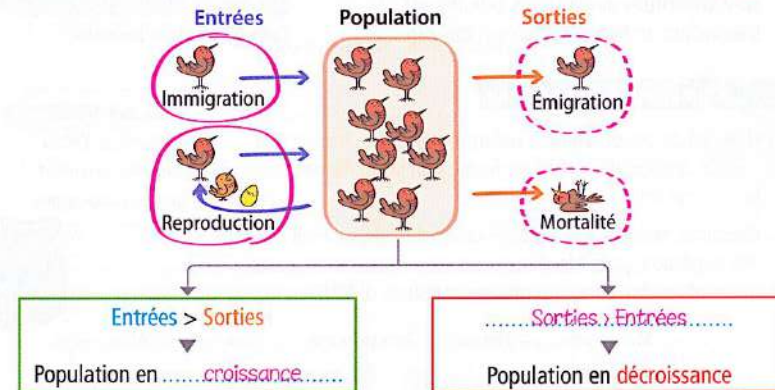 Entrées
Population
Sorties
Immigration
Émigration
Reproduction
Mortalité
Entrées > Sorties
Sorties > Entrées
Population en croissance
Population en décroissance